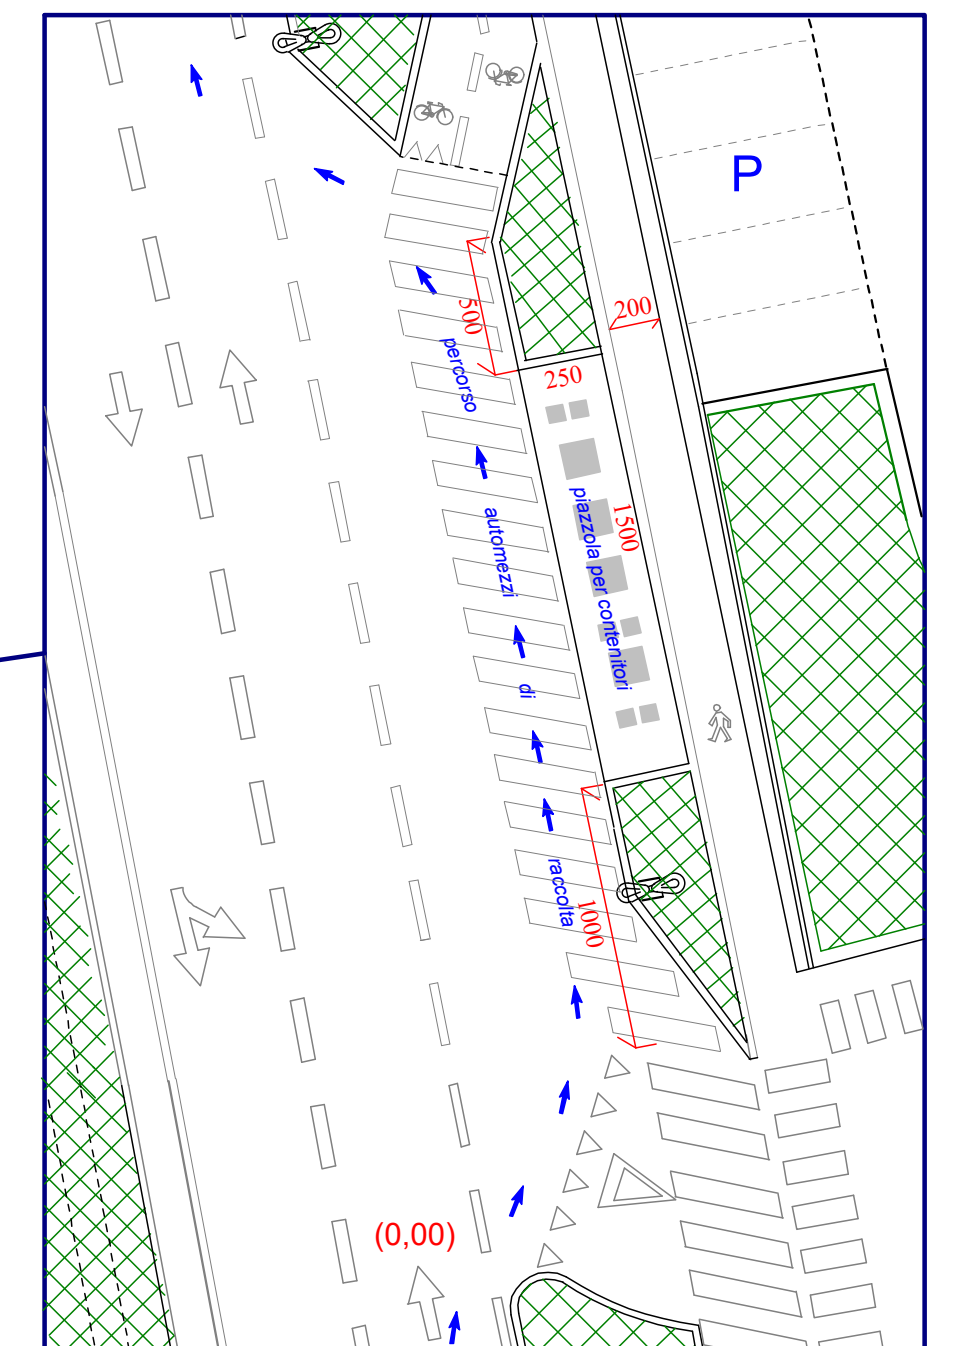 P
200
500
250
percorso
automezzi
di
raccolta
piazzola per contenitori
1500
1000
(0,00)